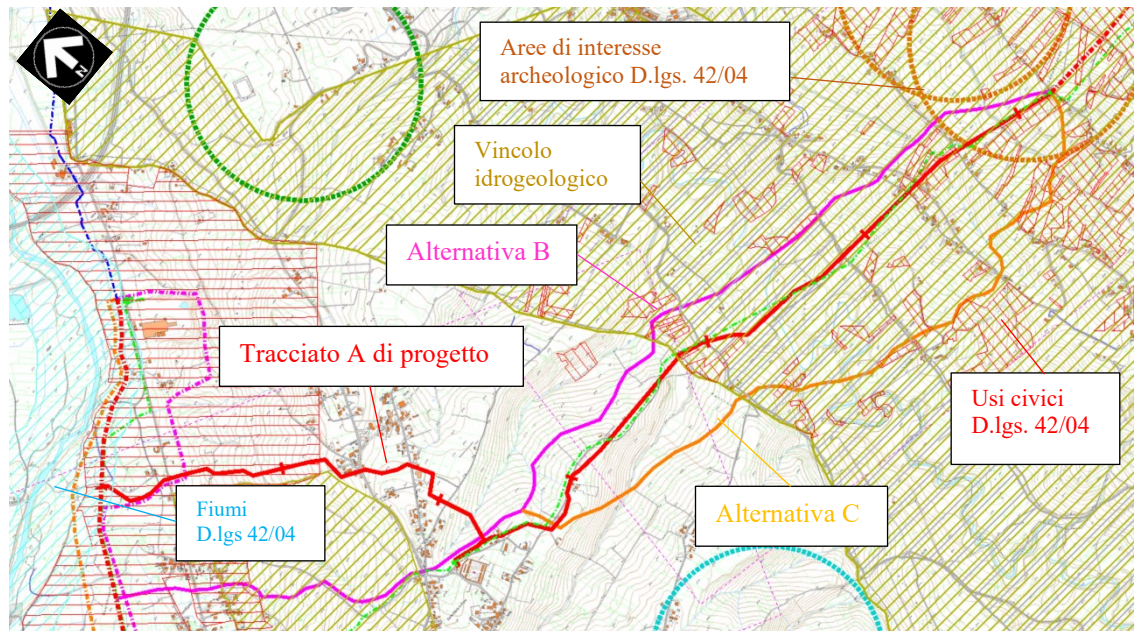 N
Aree di interesse
archeologico D.lgs. 42/04
Vincolo
idrogeologico
Alternativa B
Tracciato A di progetto
Usi civici
D.lgs. 42/04
Fiumi
D.lgs 42/04
Alternativa C